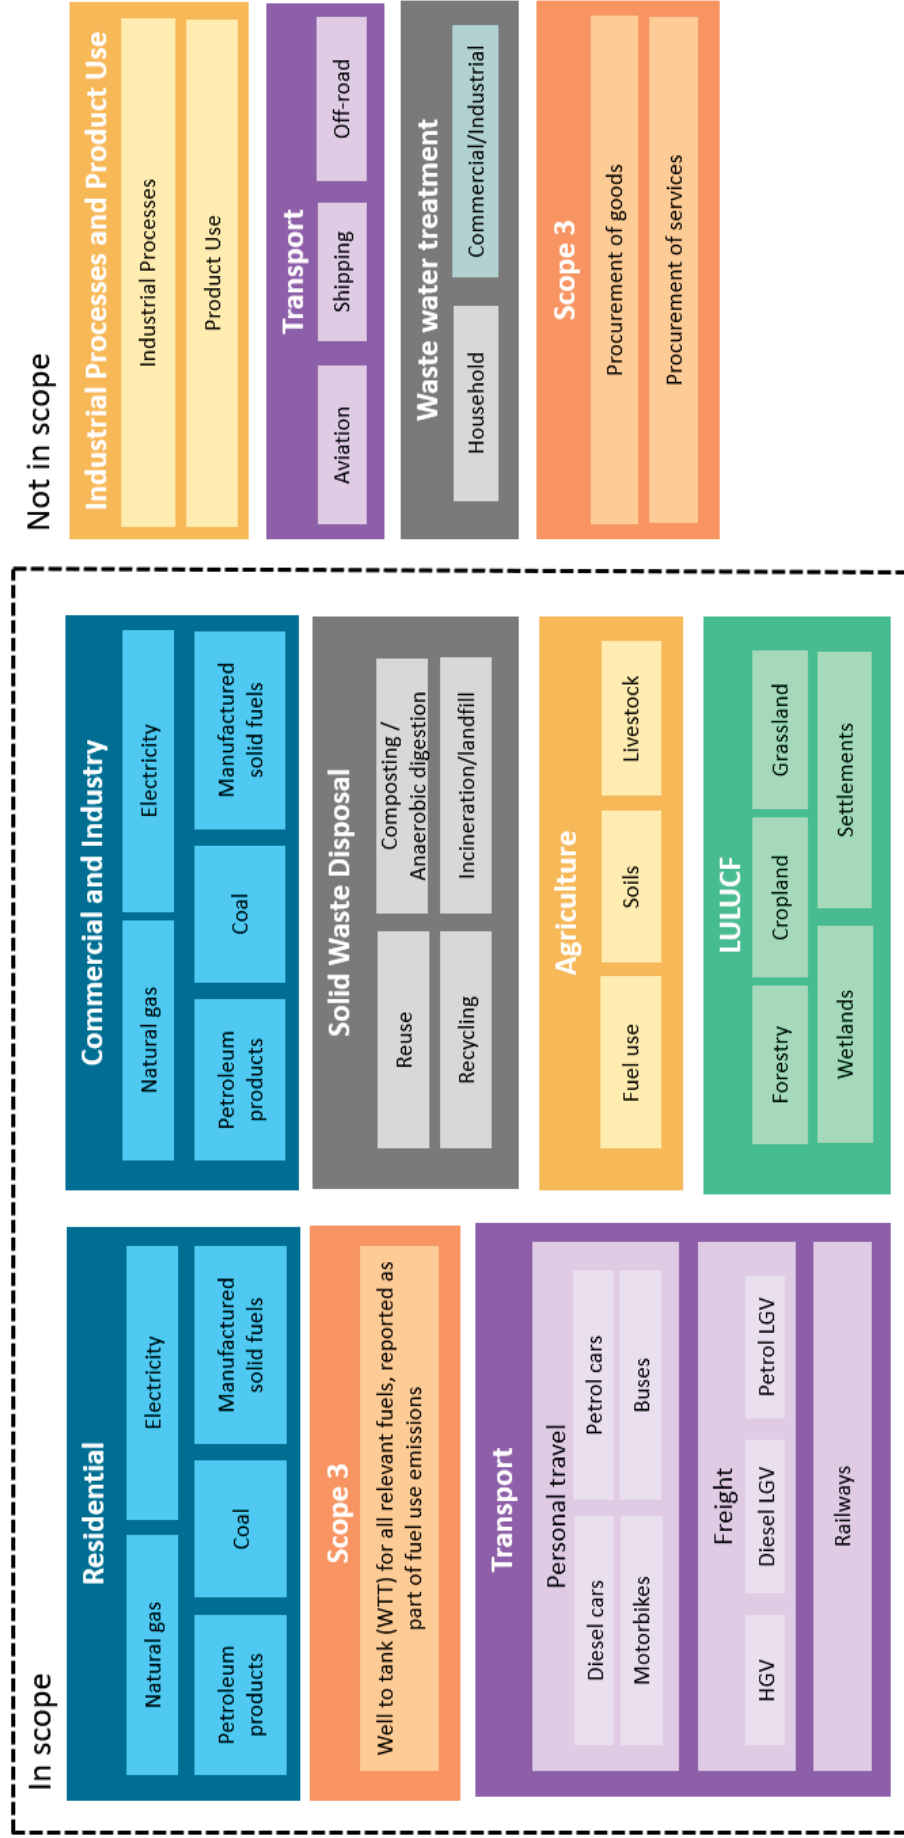 In scope
Residential
Natural gas
Electricity
Petroleum
products
Coal
Manufactured
solid fuels
Scope 3
Well to tank (WTT) for all relevant fuels, reported as
part of fuel use emissions
Transport
Personal travel
Diesel cars
Petrol cars
Motorbikes
Buses
Freight
HGV
Diesel LGV
Petrol LGV
Railways
Commercial and Industry
Natural gas
Electricity
Petroleum
products
Coal
Manufactured
solid fuels
Solid Waste Disposal
Reuse
Composting /
Anaerobic digestion
Recycling
Incineration/landfill
Agriculture
Fuel use
Soils
Livestock
LULUCF
Forestry
Cropland
Grassland
Wetlands
Settlements
Not in scope
Industrial Processes and Product Use
Industrial Processes
Product Use
Transport
Aviation
Shipping
Off-road
Waste water treatment
Household
Commercial/Industrial
Scope 3
Procurement of goods
Procurement of services